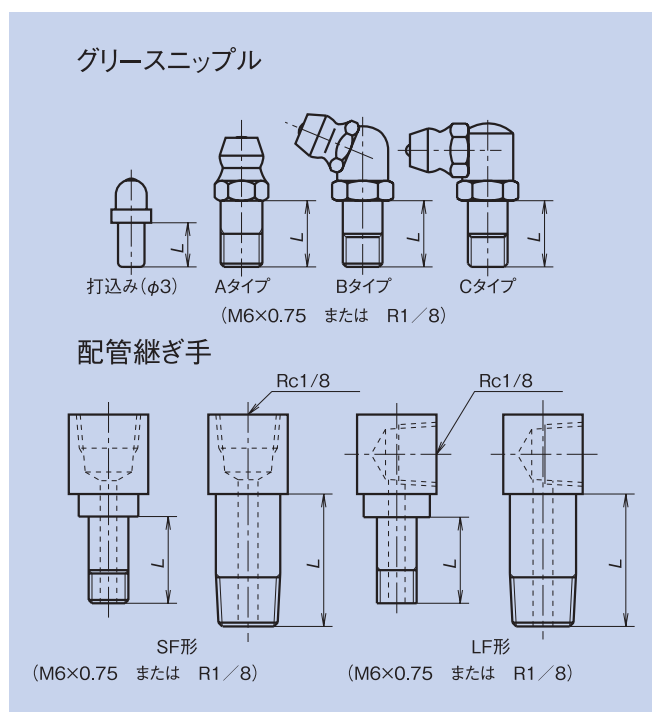 グリースニップル
L L L L
打込み(φ3) Aタイプ Bタイプ Cタイプ
(M6×0.75 または R1/8)
配管継ぎ手
Rc1/8 Rc1/8
L L L L
SF形 LF形
(M6×0.75 または R1/8) (M6×0.75 または R1/8)